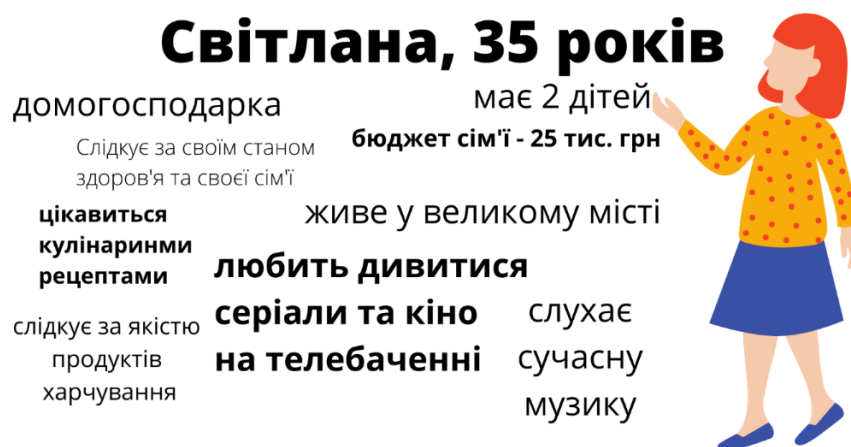 Світлана, 35 років
домогосподарка
має 2 дітей
бюджет сім'ї - 25 тис. грн
Слідкує за своїм станом
здоров'я та своєї сім'ї
живе у великому місті
цікавиться
кулінаринми
рецептами
любить дивитися
серіали та кіно
на телебаченні
слідкує за якістю
продуктів
харчування
слухає
сучасну
музику